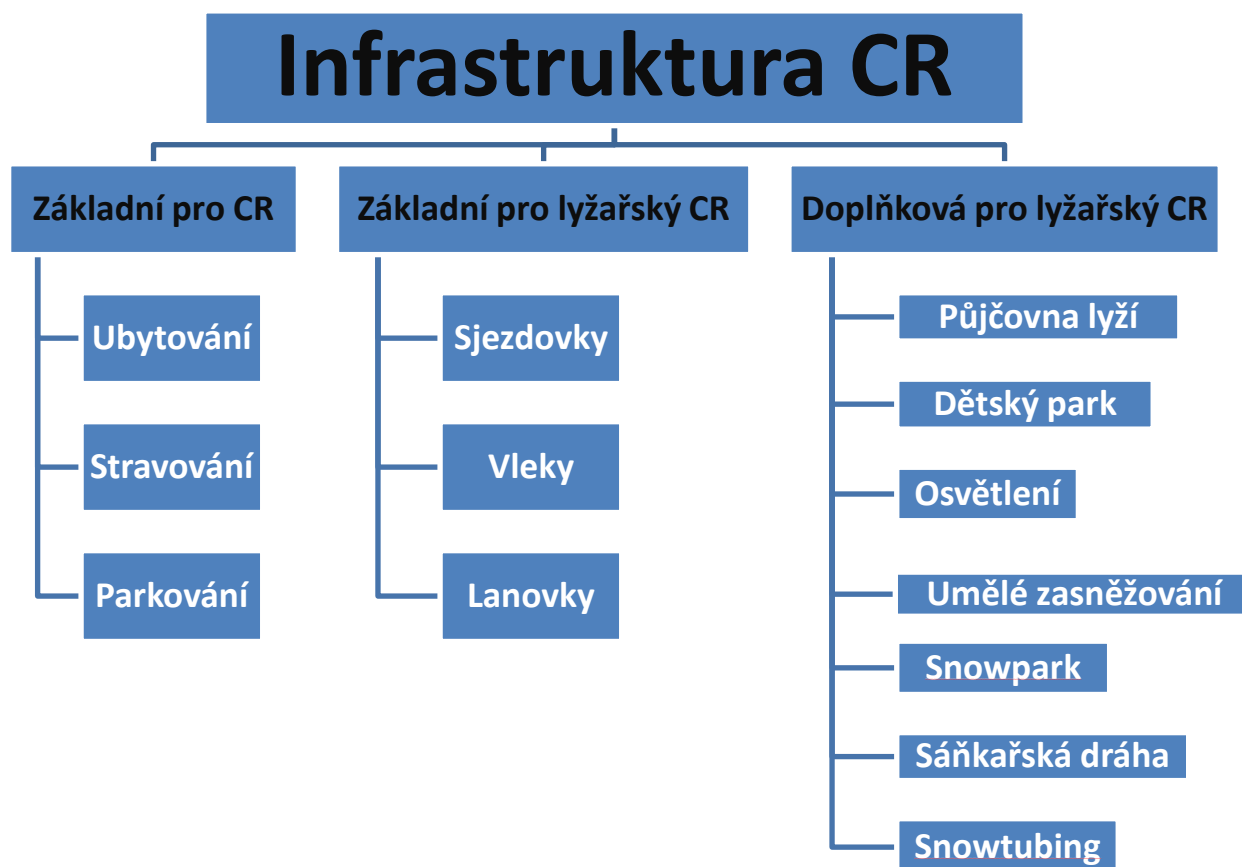 Infrastruktura CR
Základní pro CR
Ubytování
Stravování
Parkování
Základní pro lyžařský CR
Sjezdovky
Vleky
Lanovky
Doplňková pro lyžařský CR
Půjčovna lyží
Dětský park
Osvětlení
Umělé zasněžování
Snowpark
Sáňkařská dráha
Snowtubing